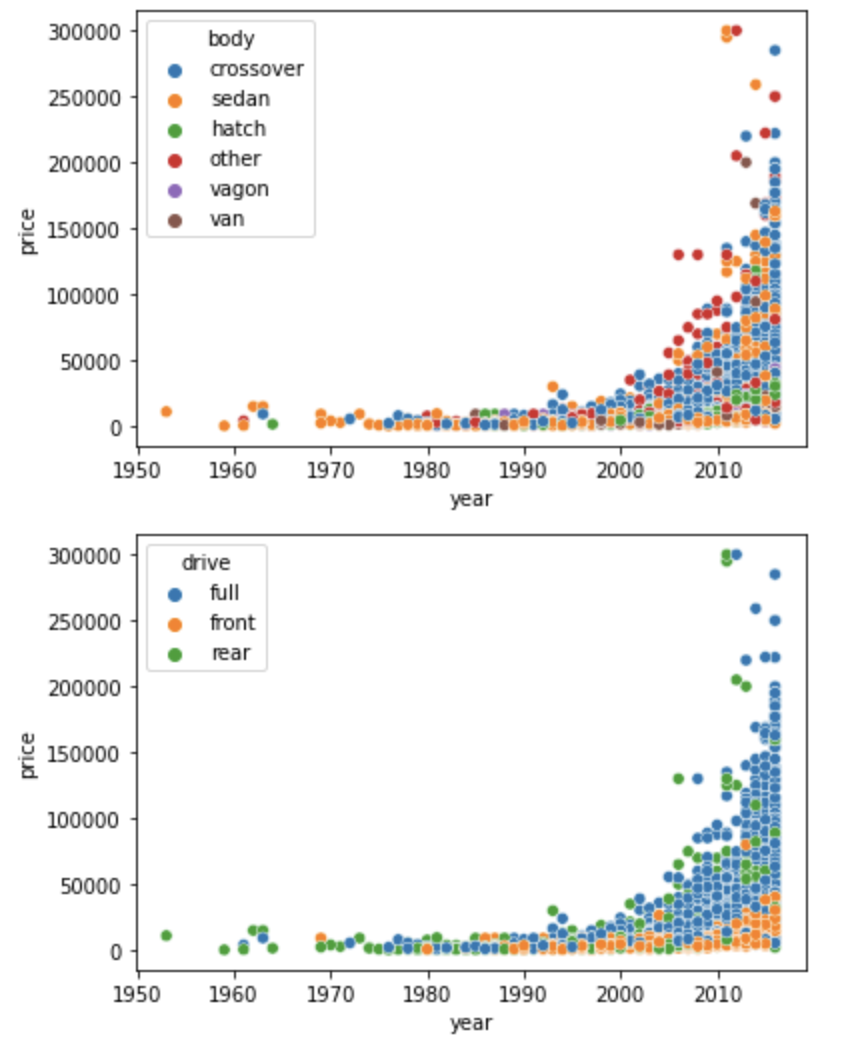 300000
250000
200000
150000
100000
50000
0
price
body
crossover
sedan
hatch
other
vagon
van
1950 1960 1970 1980 1990 2000 2010
year
300000
250000
200000
150000
100000
50000
0
price
drive
full
front
rear
1950 1960 1970 1980 1990 2000 2010
year